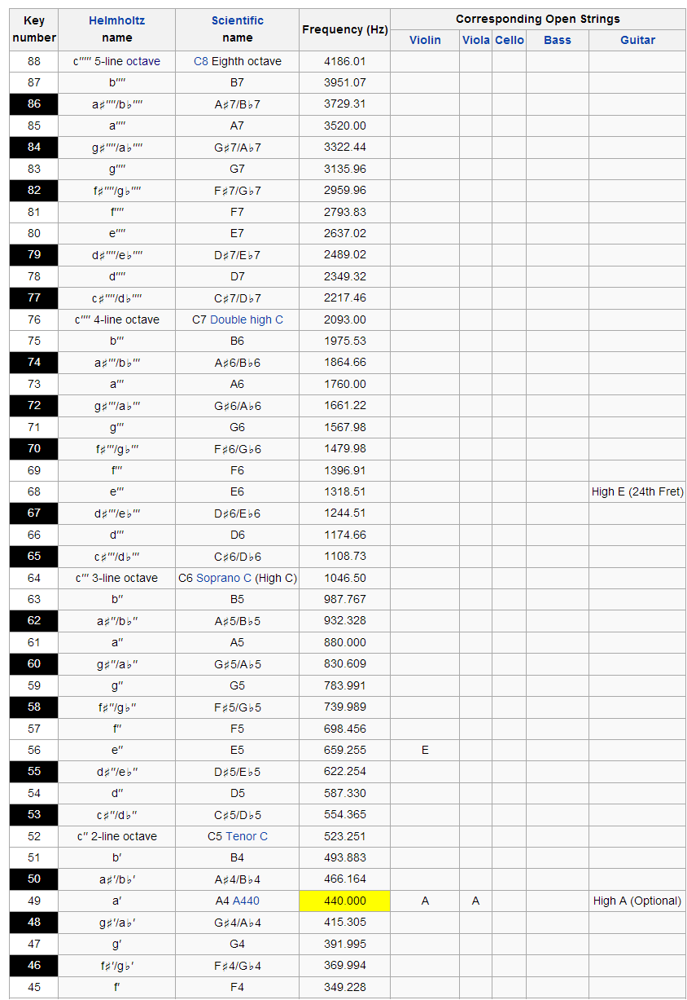 Key number Helmholtz name Scientific name Frequency (Hz) Corresponding Open Strings
Violin Viola Cello Bass Guitar
88 c′′′′′ 5-line octave C8 Eighth octave 4186.01
87 b′′′′ B7 3951.07
86 a♯′′′′/b♭′′′′ A♯7/B♭7 3729.31
85 a′′′′ A7 3520.00
84 g♯′′′′/a♭′′′′ G♯7/A♭7 3322.44
83 g′′′′ G7 3135.96
82 f♯′′′′/g♭′′′′ F♯7/G♭7 2959.96
81 f′′′′ F7 2793.83
80 e′′′′ E7 2637.02
79 d♯′′′′/e♭′′′′ D♯7/E♭7 2489.02
78 d′′′′ D7 2349.32
77 c♯′′′′/d♭′′′′ C♯7/D♭7 2217.46
76 c′′′′ 4-line octave C7 Double high C 2093.00
75 b′′′ B6 1975.53
74 a♯′′′/b♭′′′ A♯6/B♭6 1864.66
73 a′′′ A6 1760.00
72 g♯′′′/a♭′′′ G♯6/A♭6 1661.22
71 g′′′ G6 1567.98
70 f♯′′′/g♭′′′ F♯6/G♭6 1479.98
69 f′′′ F6 1396.91
68 e′′′ E6 1318.51 High E (24th Fret)
67 d♯′′′/e♭′′′ D♯6/E♭6 1244.51
66 d′′′ D6 1174.66
65 c♯′′′/d♭′′′ C♯6/D♭6 1108.73
64 c′′′ 3-line octave C6 Soprano C (High C) 1046.50
63 b′′ B5 987.767
62 a♯′′/b♭′′ A♯5/B♭5 932.328
61 a′′ A5 880.000
60 g♯′′/a♭′′ G♯5/A♭5 830.609
59 g′′ G5 783.991
58 f♯′′/g♭′′ F♯5/G♭5 739.989
57 f′′ F5 698.456
56 e′′ E5 659.255 E
55 d♯′′/e♭′′ D♯5/E♭5 622.254
54 d′′ D5 587.330
53 c♯′′/d♭′′ C♯5/D♭5 554.365
52 c′′ 2-line octave C5 Tenor C 523.251
51 b′ B4 493.883
50 a♯′/b♭′ A♯4/B♭4 466.164
49 a′ A4 A440 440.000 A A High A (Optional)
48 g♯′/a♭′ G♯4/A♭4 415.305
47 g′ G4 391.995
46 f♯′/g♭′ F♯4/G♭4 369.994
45 f′ F4 349.228